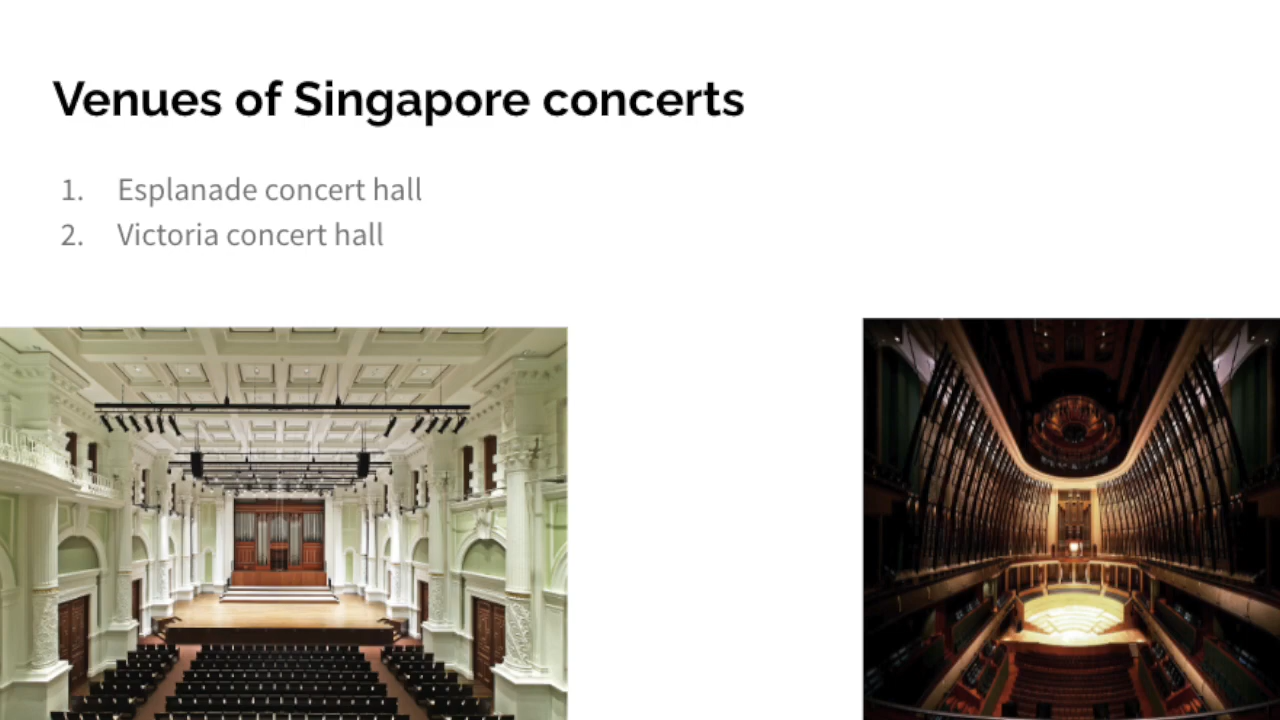 Venues of Singapore concerts
1. Esplanade concert hall
2. Victoria concert hall